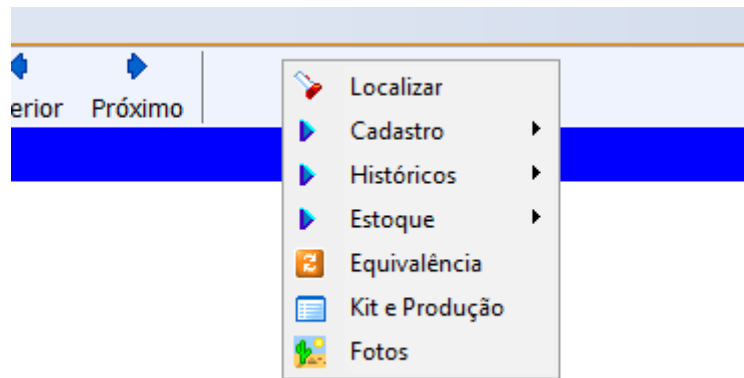 Localizar
erior Próximo
Cadastro
Históricos
Estoque
Equivalência
Kit e Produção
Fotos